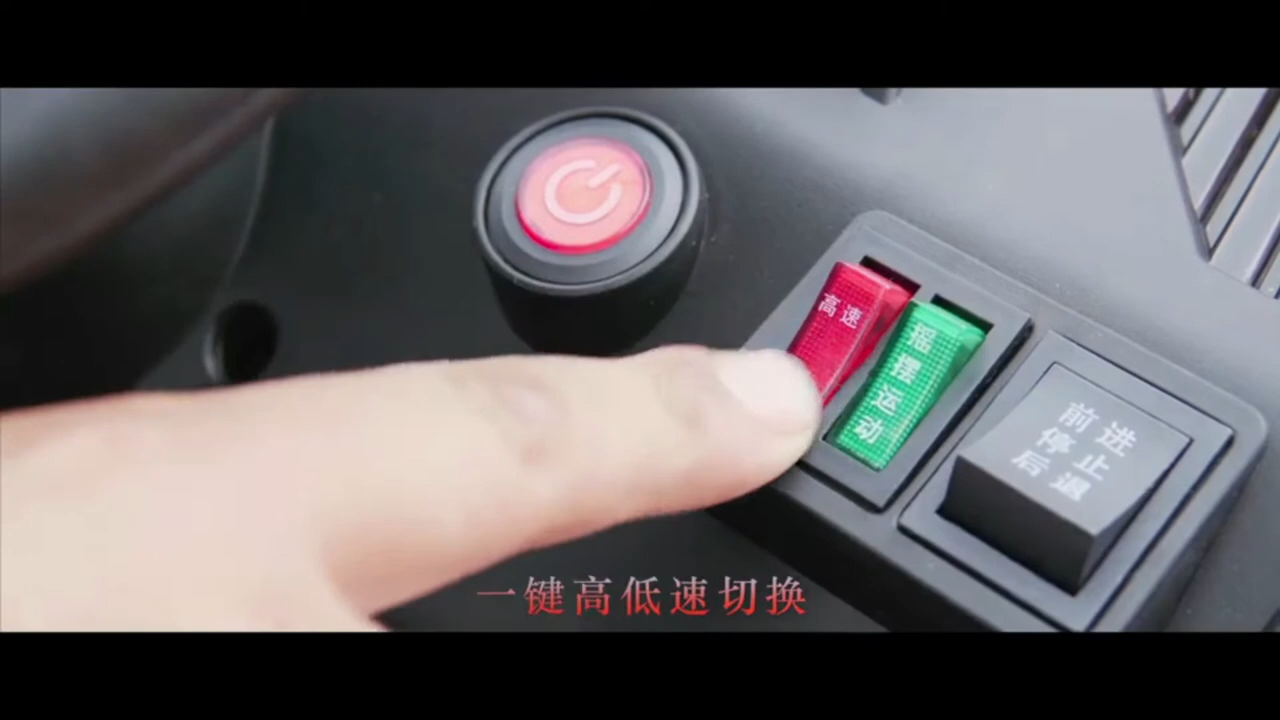 高速
摇摆运动
前进
停止
后退
一键高低速切换